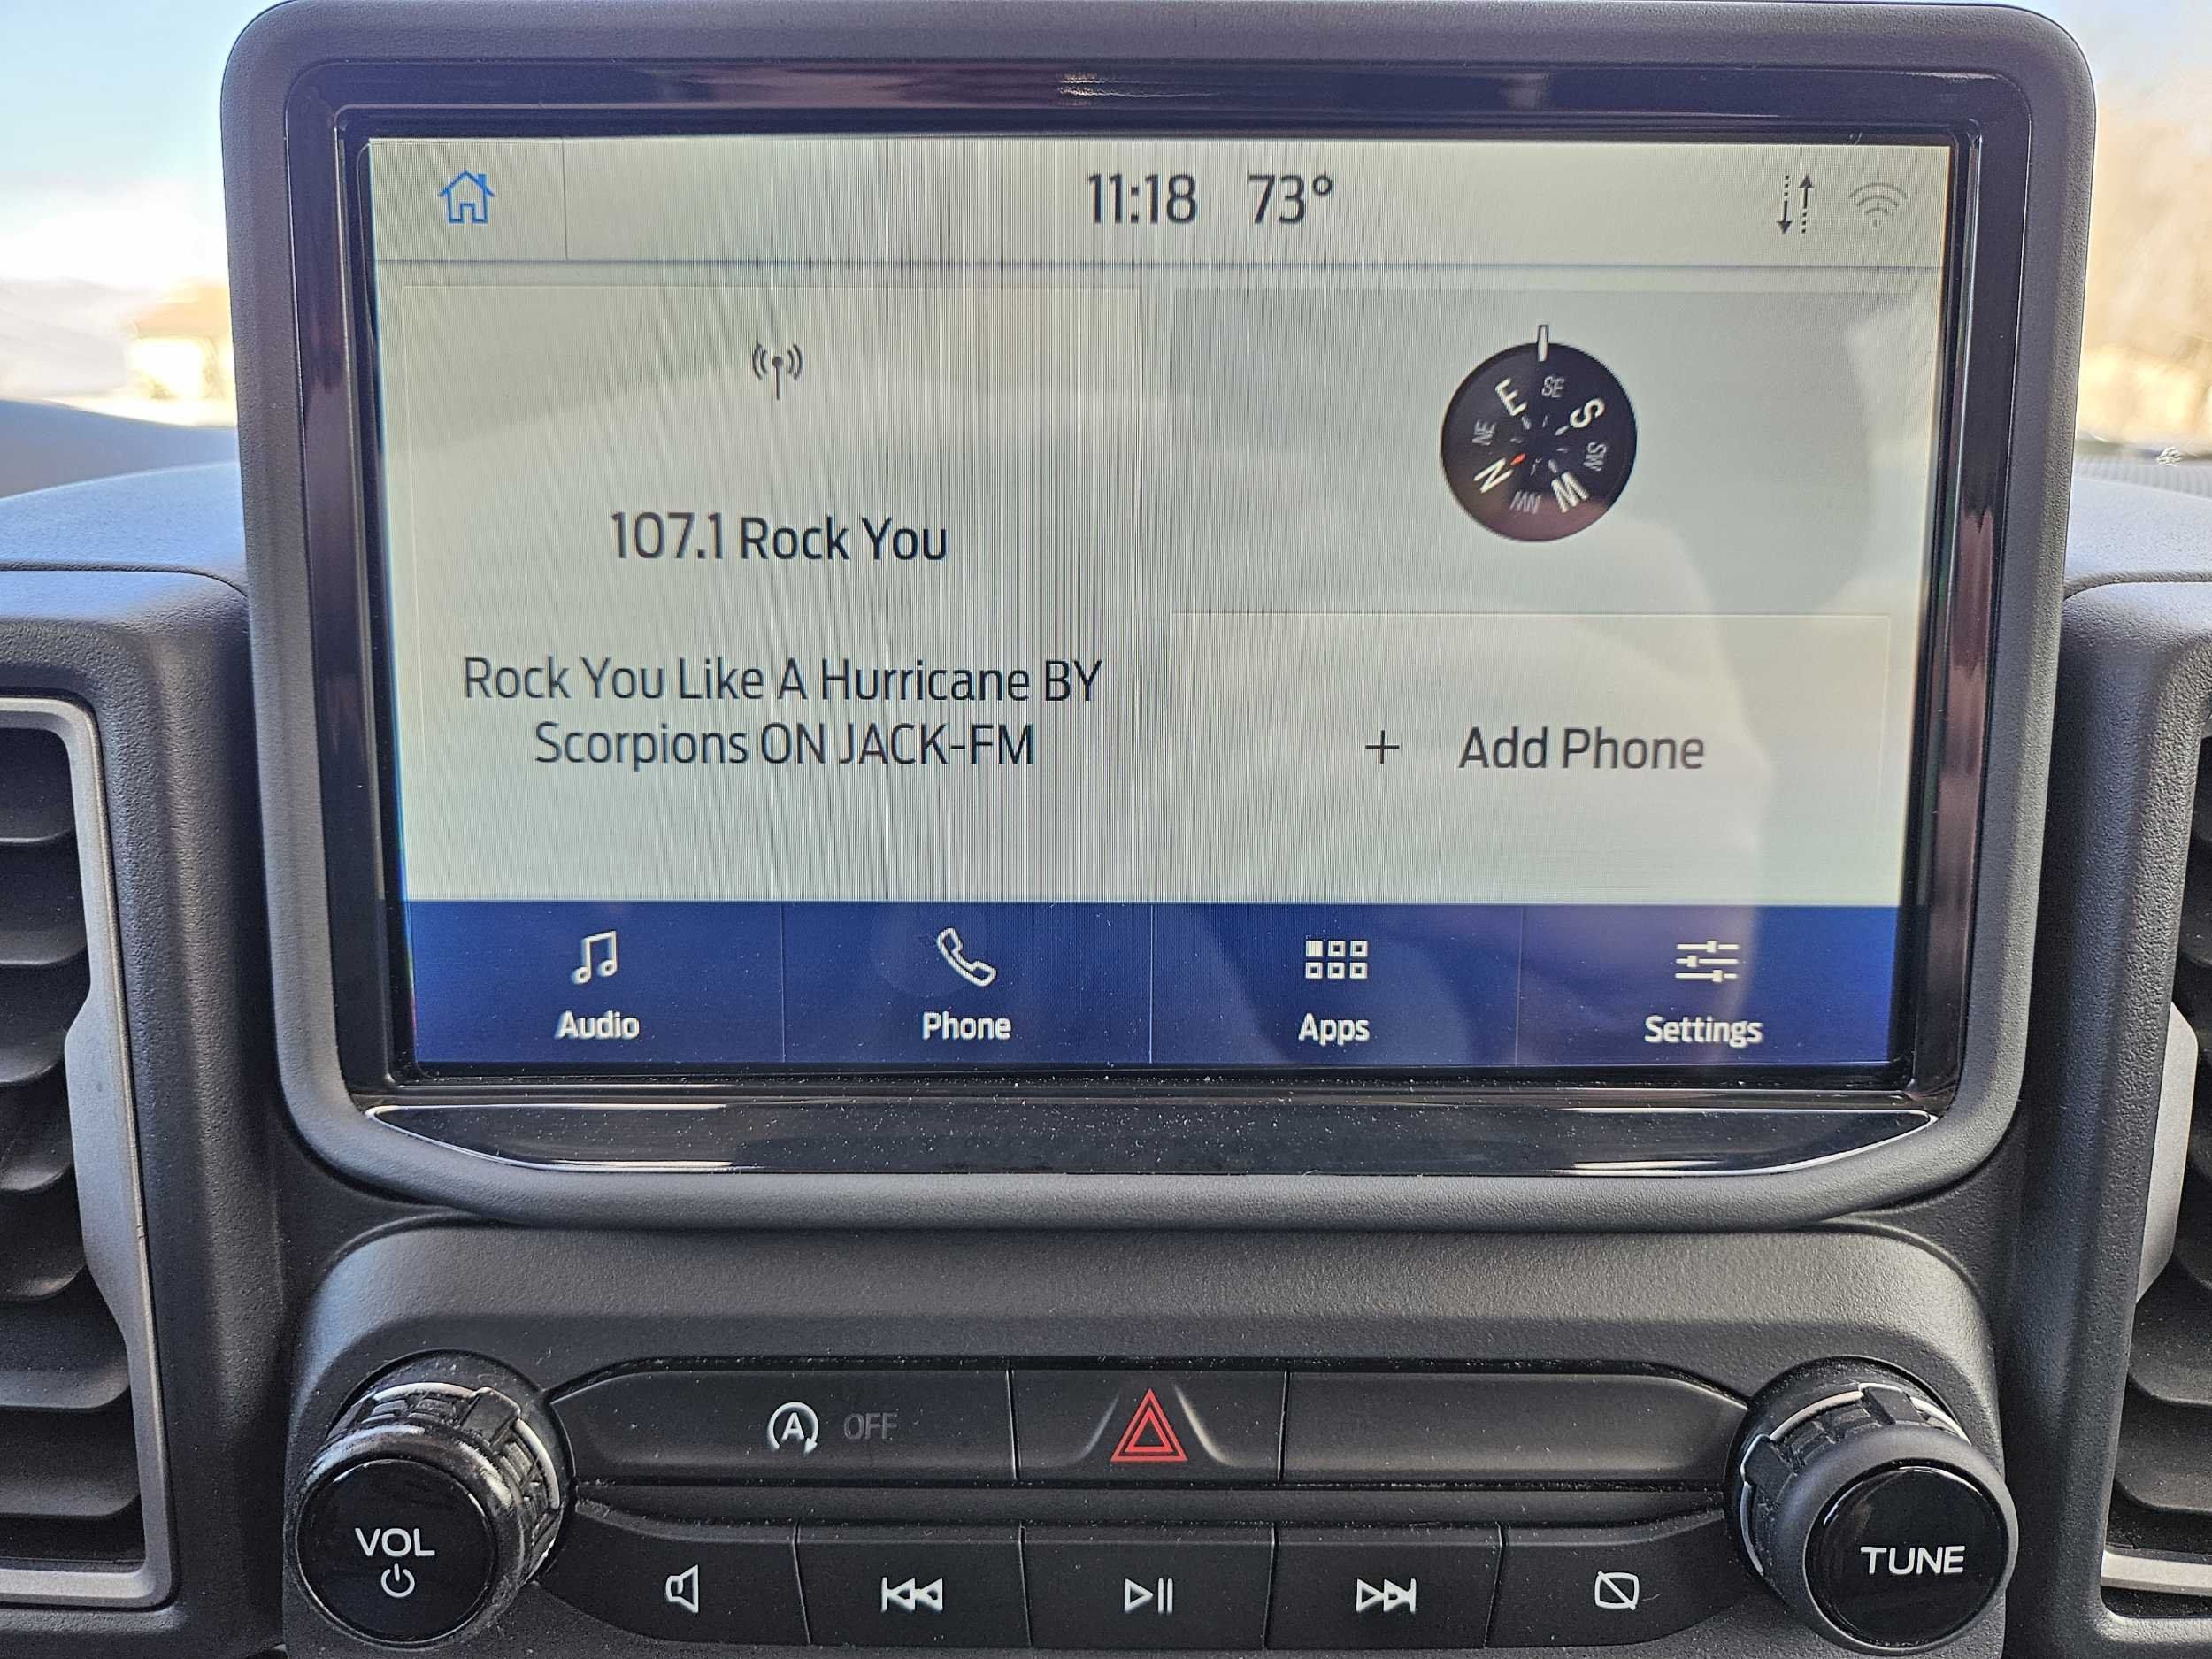 11:18 73°
107.1 Rock You
Rock You Like A Hurricane BY
Scorpions ON JACK-FM
E
SE
S
NE
SW
N
W
NW
+ Add Phone
Audio
Phone
Apps
Settings
A OFF
VOL
TUNE